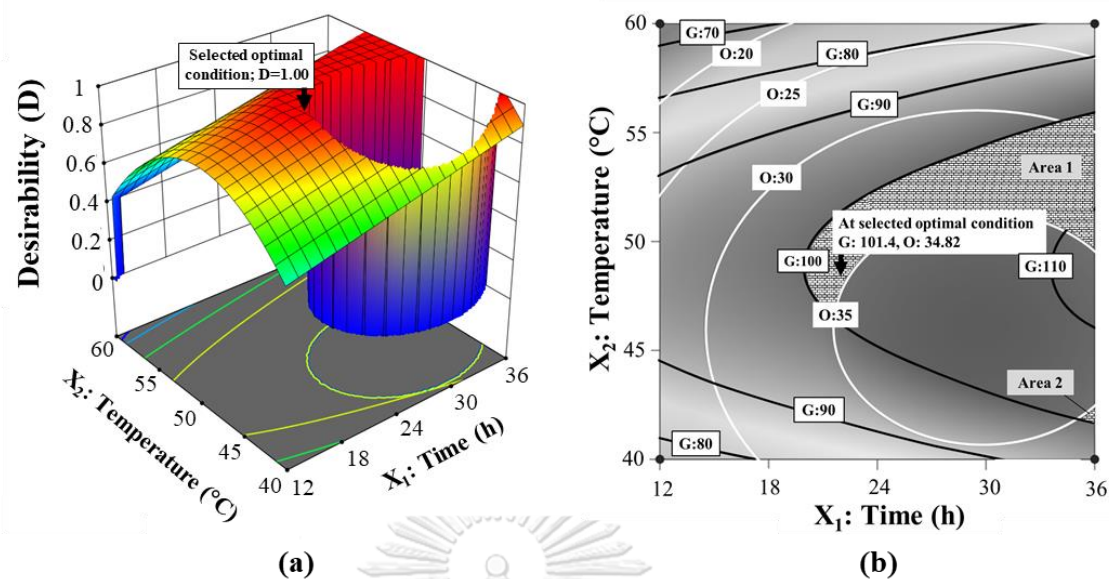 Selected optimal
condition; D=1.00
Desirability (D)
1
0.8
0.6
0.4
0.2
0
60
55
50
45
40
X2: Temperature (°C)
12
18
24
30
36
X1: Time (h)
(a)
60
55
50
45
40
X2: Temperature (°C)
G:70
O:20
G:80
O:25
G:90
O:30
Area 1
At selected optimal condition
G: 101.4, O: 34.82
G:100
G:110
O:35
Area 2
G:90
G:80
12
18
24
30
36
X1: Time (h)
(b)